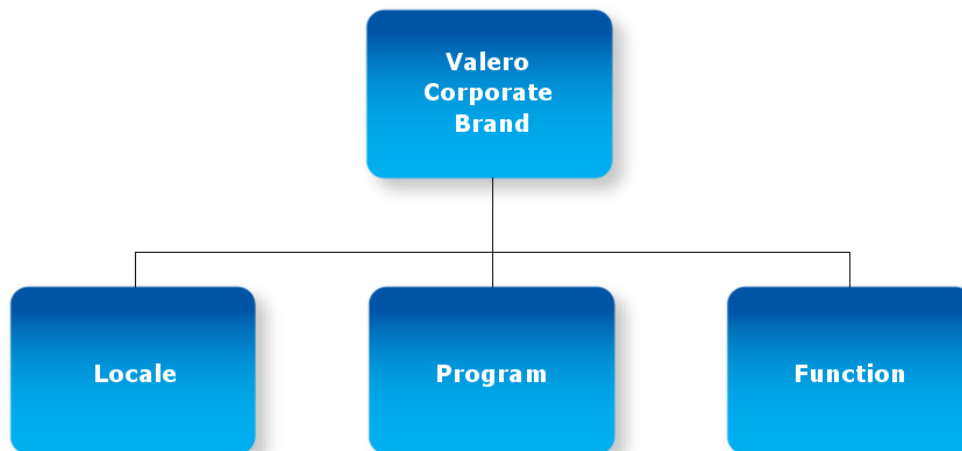 Valero
Corporate
Brand
Locale
Program
Function